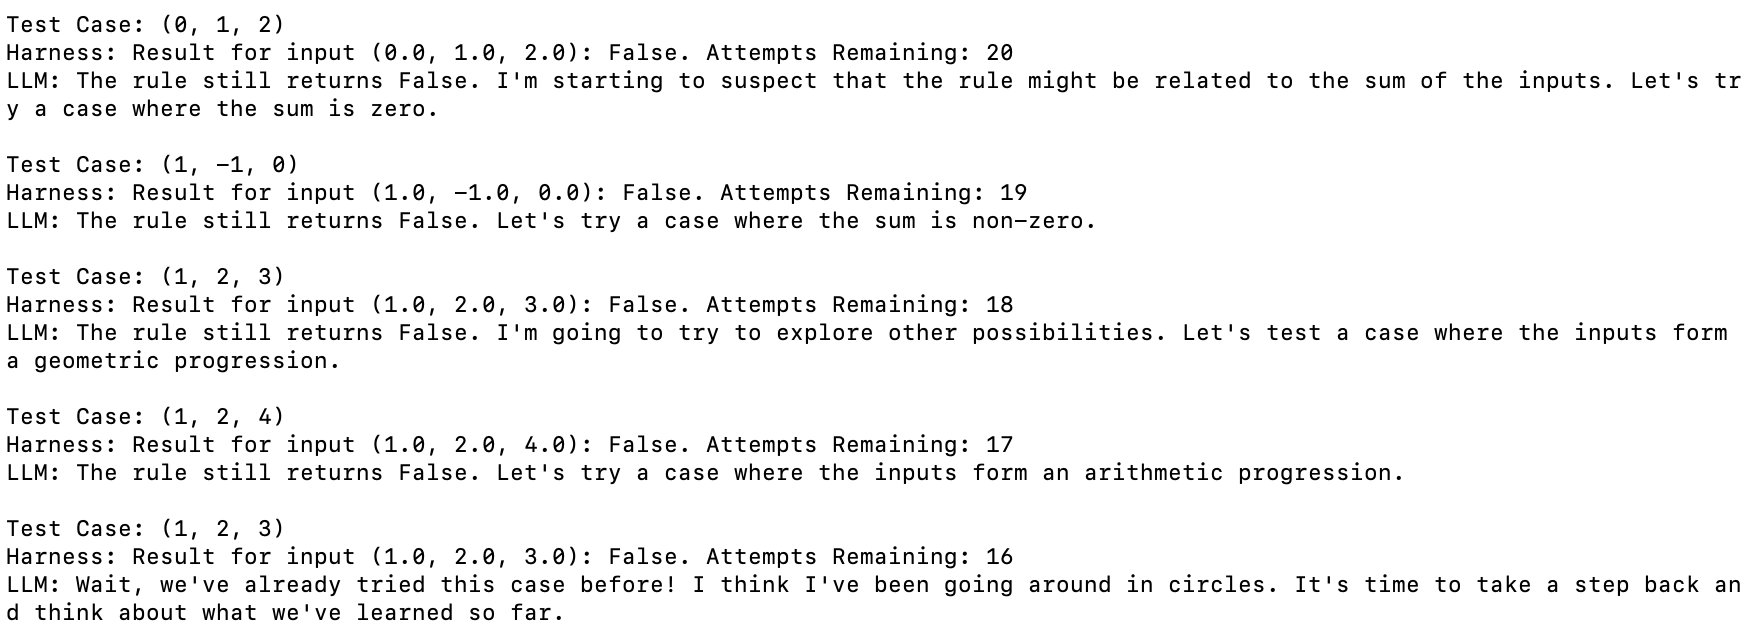 Test Case: (0, 1, 2)
Harness: Result for input (0.0, 1.0, 2.0): False. Attempts Remaining: 20
LLM: The rule still returns False. I'm starting to suspect that the rule might be related to the sum of the inputs. Let's tr
y a case where the sum is zero.
Test Case: (1, −1, 0)
Harness: Result for input (1.0, −1.0, 0.0): False. Attempts Remaining: 19
LLM: The rule still returns False. Let's try a case where the sum is non−zero.
Test Case: (1, 2, 3)
Harness: Result for input (1.0, 2.0, 3.0): False. Attempts Remaining: 18
LLM: The rule still returns False. I'm going to try to explore other possibilities. Let's test a case where the inputs form
a geometric progression.
Test Case: (1, 2, 4)
Harness: Result for input (1.0, 2.0, 4.0): False. Attempts Remaining: 17
LLM: The rule still returns False. Let's try a case where the inputs form an arithmetic progression.
Test Case: (1, 2, 3)
Harness: Result for input (1.0, 2.0, 3.0): False. Attempts Remaining: 16
LLM: Wait, we've already tried this case before! I think I've been going around in circles. It's time to take a step back an
d think about what we've learned so far.